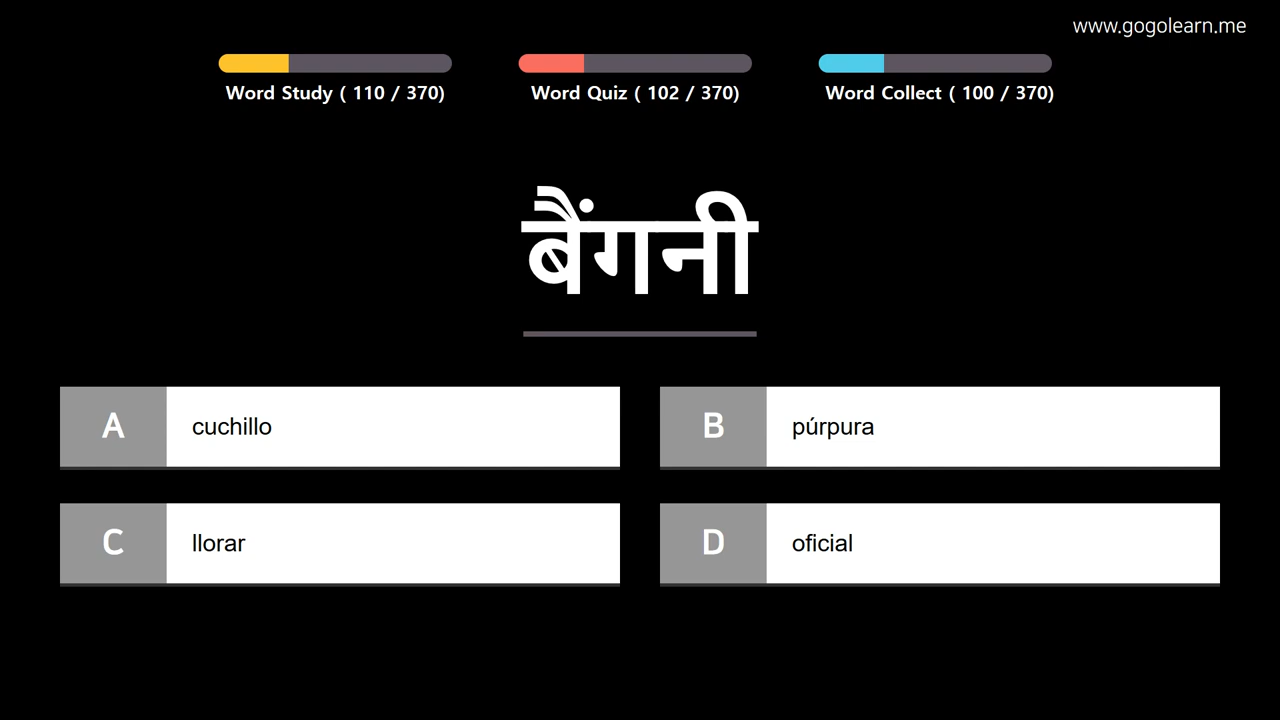 www.gogolearn.me
Word Study ( 110 / 370)
Word Quiz ( 102 / 370)
Word Collect ( 100 / 370)
बैंगनी
A cuchillo
B púrpura
C llorar
D oficial